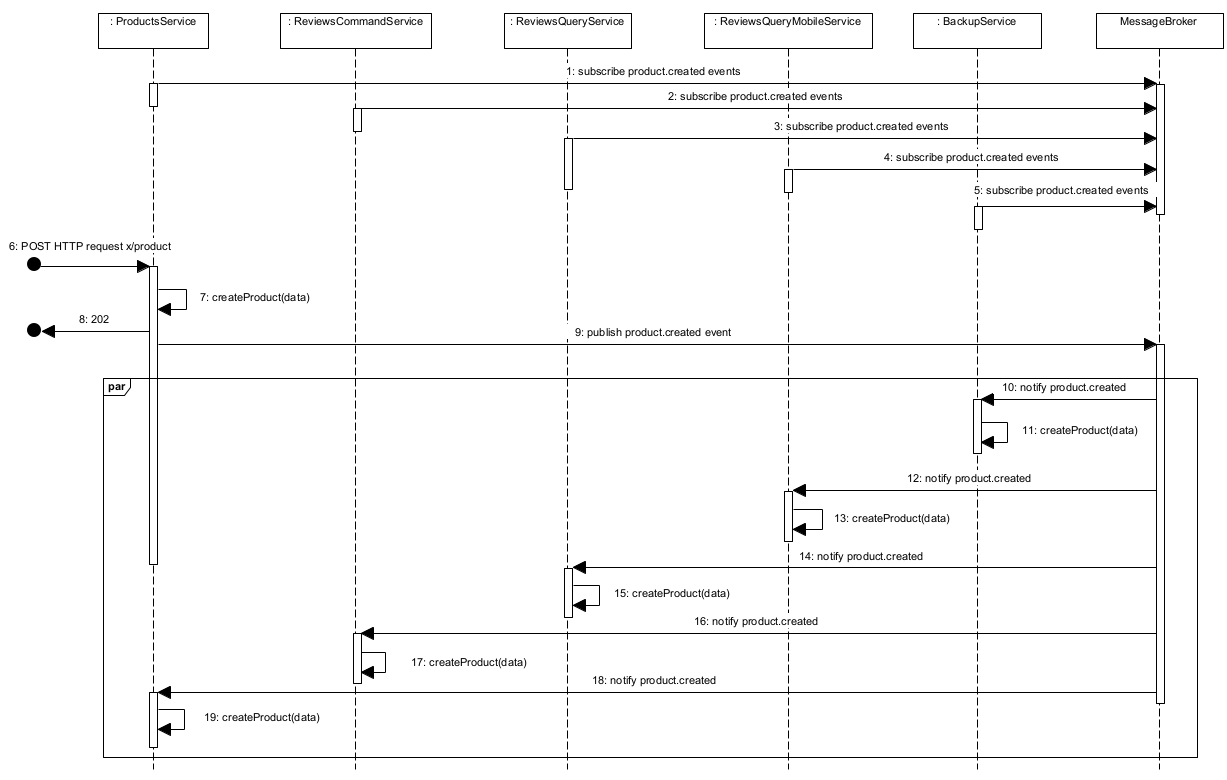 : ProductsService
: ReviewsCommandService
: ReviewsQueryService
: ReviewsQueryMobileService
: BackupService
MessageBroker
1: subscribe product.created events
2: subscribe product.created events
3: subscribe product.created events
4: subscribe product.created events
5: subscribe product.created events
6: POST HTTP request x/product
7: createProduct(data)
8: 202
9: publish product.created event
par
10: notify product.created
11: createProduct(data)
12: notify product.created
13: createProduct(data)
14: notify product.created
15: createProduct(data)
16: notify product.created
17: createProduct(data)
18: notify product.created
19: createProduct(data)